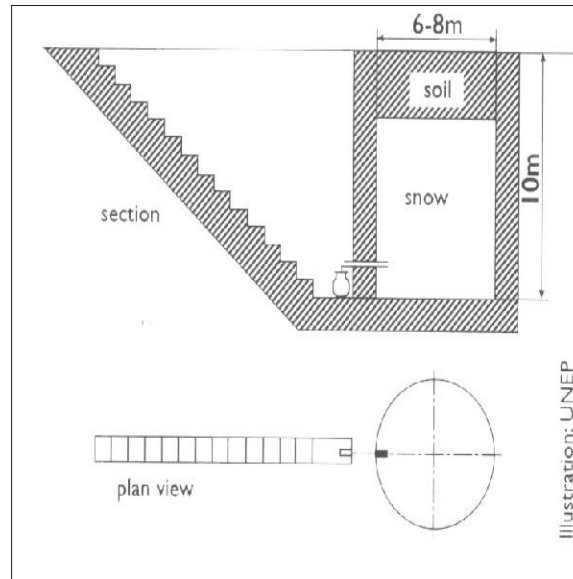 6-8m
soil
section
snow
10m
plan view
Illustration: UNEP